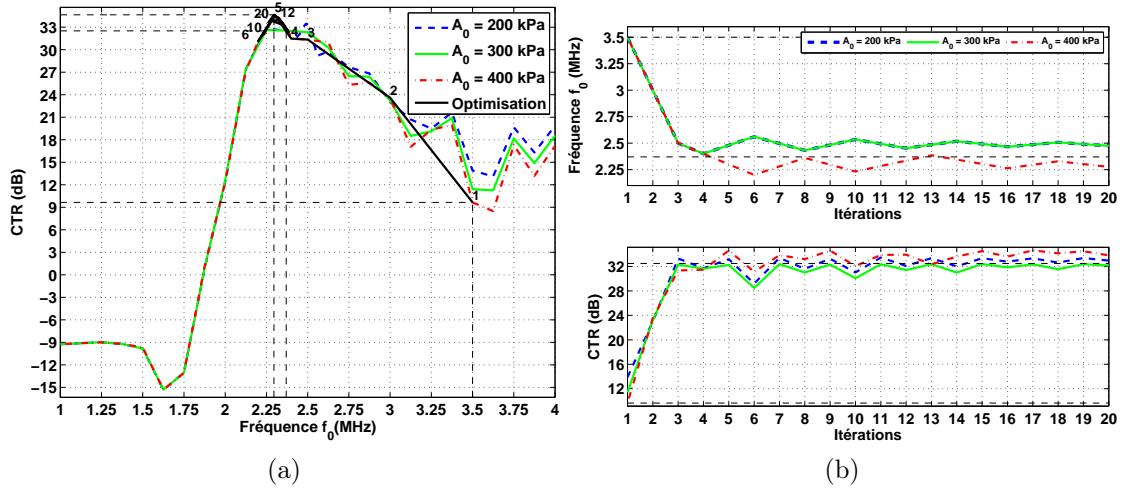 33
30
27
24
21
18
15
12
9
6
3
0
−3
−6
−9
−12
−15
CTR (dB)
1 1.25 1.5 1.75 2 2.25 2.5 2.75 3 3.25 3.5 3.75 4
Fréquence f0(MHz)
20 5 12
10 4 3
6
2
1
A0 = 200 kPa
A0 = 300 kPa
A0 = 400 kPa
Optimisation
(a)
A0 = 200 kPa A0 = 300 kPa A0 = 400 kPa
3.5
3
2.5
2.25
Fréquence f0 (MHz)
1 2 3 4 5 6 7 8 9 10 11 12 13 14 15 16 17 18 19 20
Itérations
32
28
24
20
16
12
CTR (dB)
1 2 3 4 5 6 7 8 9 10 11 12 13 14 15 16 17 18 19 20
Itérations
(b)